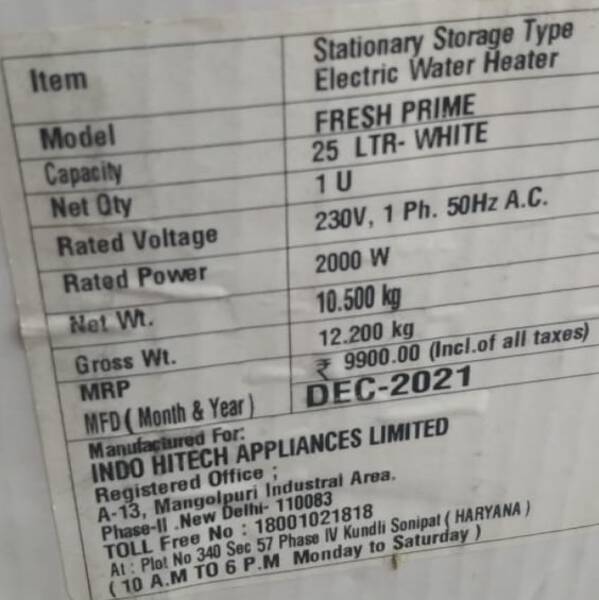 Item Stationary Storage Type
Electric Water Heater
Model FRESH PRIME
Capacity 25 LTR- WHITE
Net Qty 1 U
Rated Voltage 230V, 1 Ph. 50Hz A.C.
Rated Power 2000 W
Net Wt. 10.500 kg
Gross Wt. 12.200 kg
MRP ₹ 9900.00 (Incl.of all taxes)
MFD ( Month & Year ) DEC-2021
Manufactured For:
INDO HITECH APPLIANCES LIMITED
Registered Office ;
A-13, Mangolpuri Industral Area.
Phase-II .New Delhi- 110083
TOLL Free No : 18001021818
At : Plot No 340 Sec 57 Phase IV Kundli Sonipat ( HARYANA )
( 10 A.M TO 6 P.M Monday to Saturday )